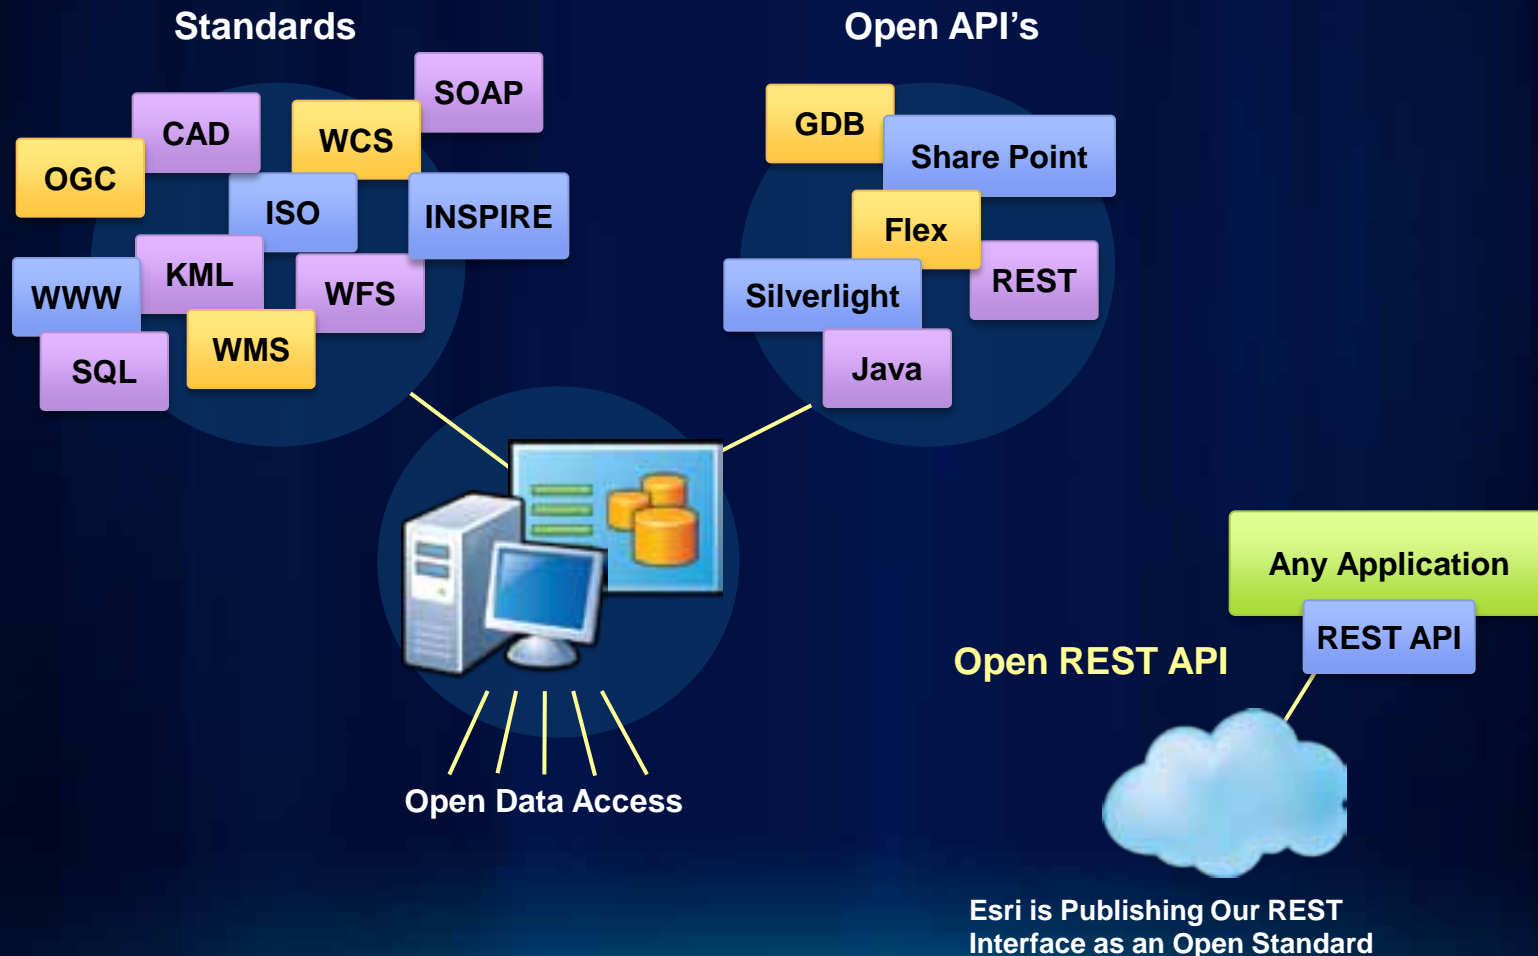 Standards
SOAP
CAD
WCS
OGC
ISO
INSPIRE
KML
WWW
WFS
WMS
SQL
Open API's
GDB
Share Point
Flex
REST
Silverlight
Java
Open Data Access
Any Application
REST API
Open REST API
Esri is Publishing Our REST
Interface as an Open Standard